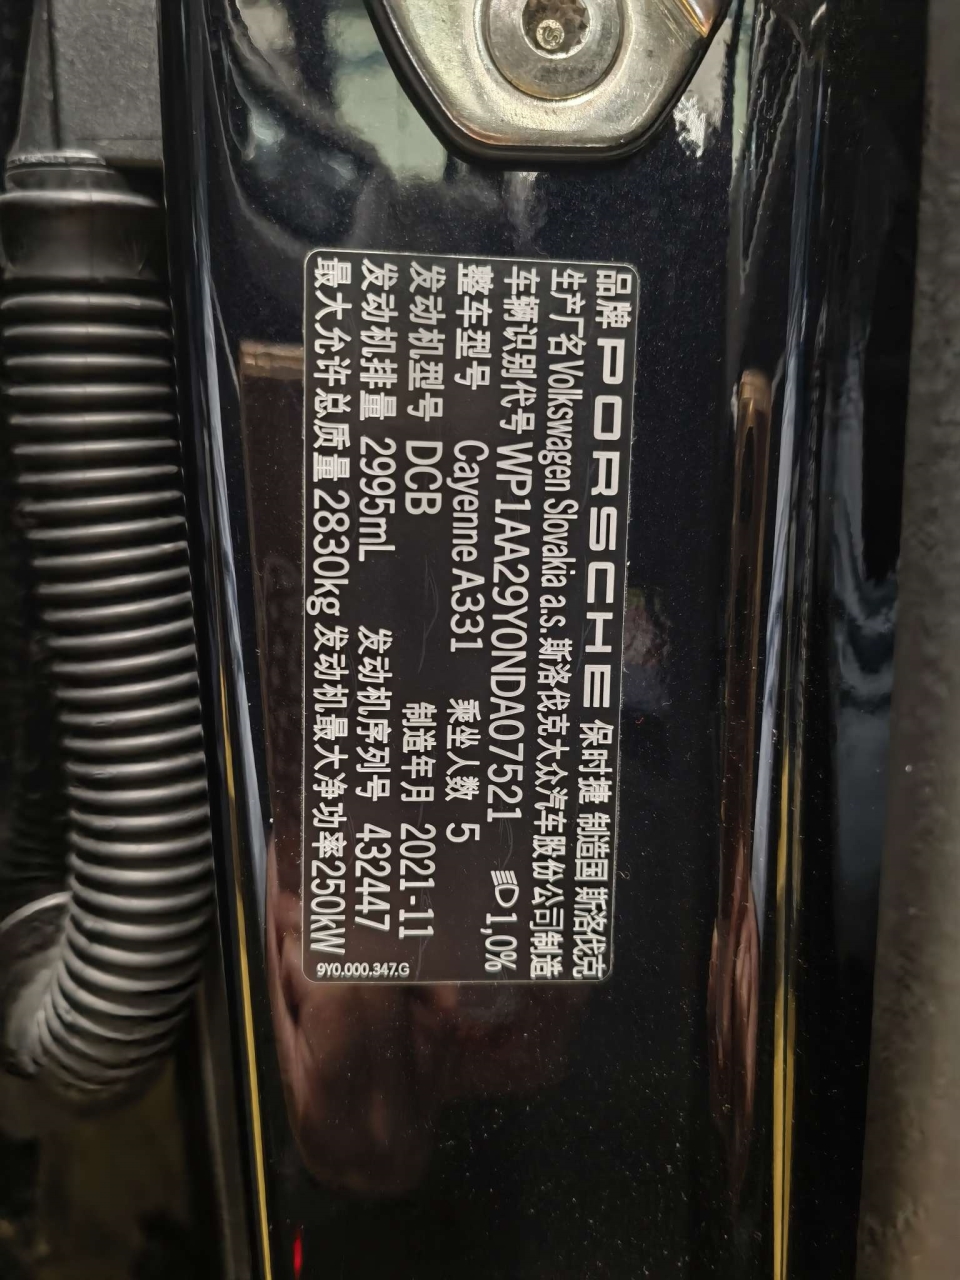 品牌 PORSCHE 保时捷 制造国 斯洛伐克
生产厂名 Volkswagen Slovakia a.s. 斯洛伐克大众汽车股份公司制造
车辆识别代号 WP1AA29Y0NDA07521 1,0%
整车型号 Cayenne A331 乘坐人数 5
发动机型号 DCB 制造年月 2021-11
发动机排量 2995mL 发动机序列号 432447
最大允许总质量 2830kg 发动机最大净功率250kW
9Y0.000.347.G